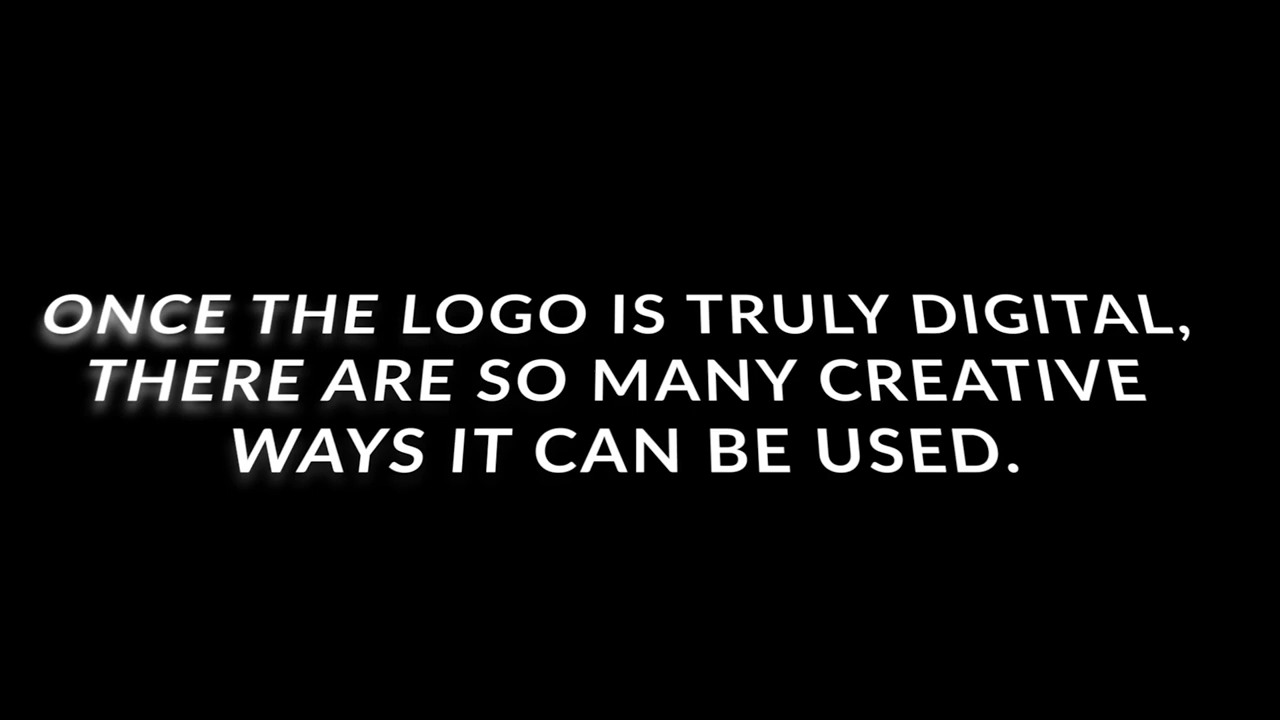 ONCE THE LOGO IS TRULY DIGITAL,
THERE ARE SO MANY CREATIVE
WAYS IT CAN BE USED.